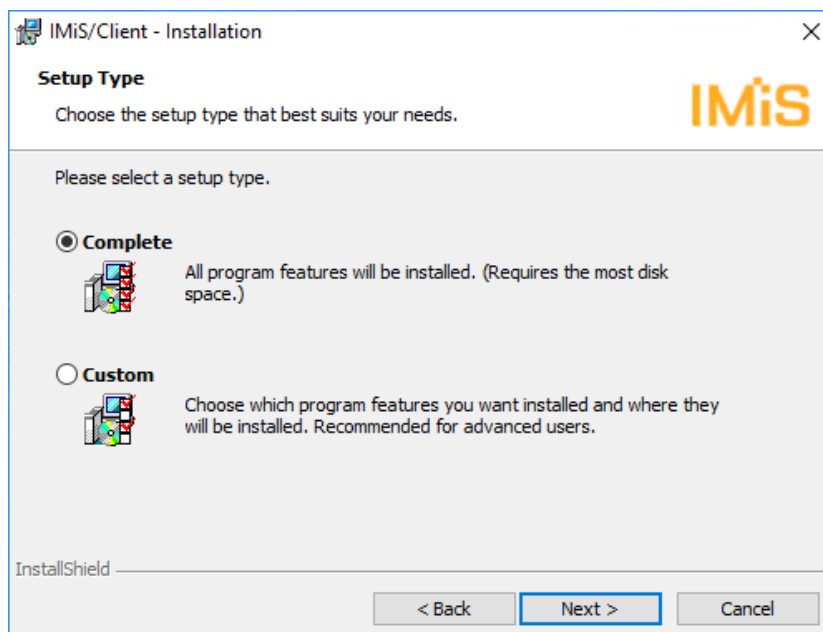 IMiS/Client - Installation
Setup Type
Choose the setup type that best suits your needs.
IMiS
Please select a setup type.
Complete
All program features will be installed. (Requires the most disk
space.)
Custom
Choose which program features you want installed and where they
will be installed. Recommended for advanced users.
InstallShield
< Back
Next >
Cancel